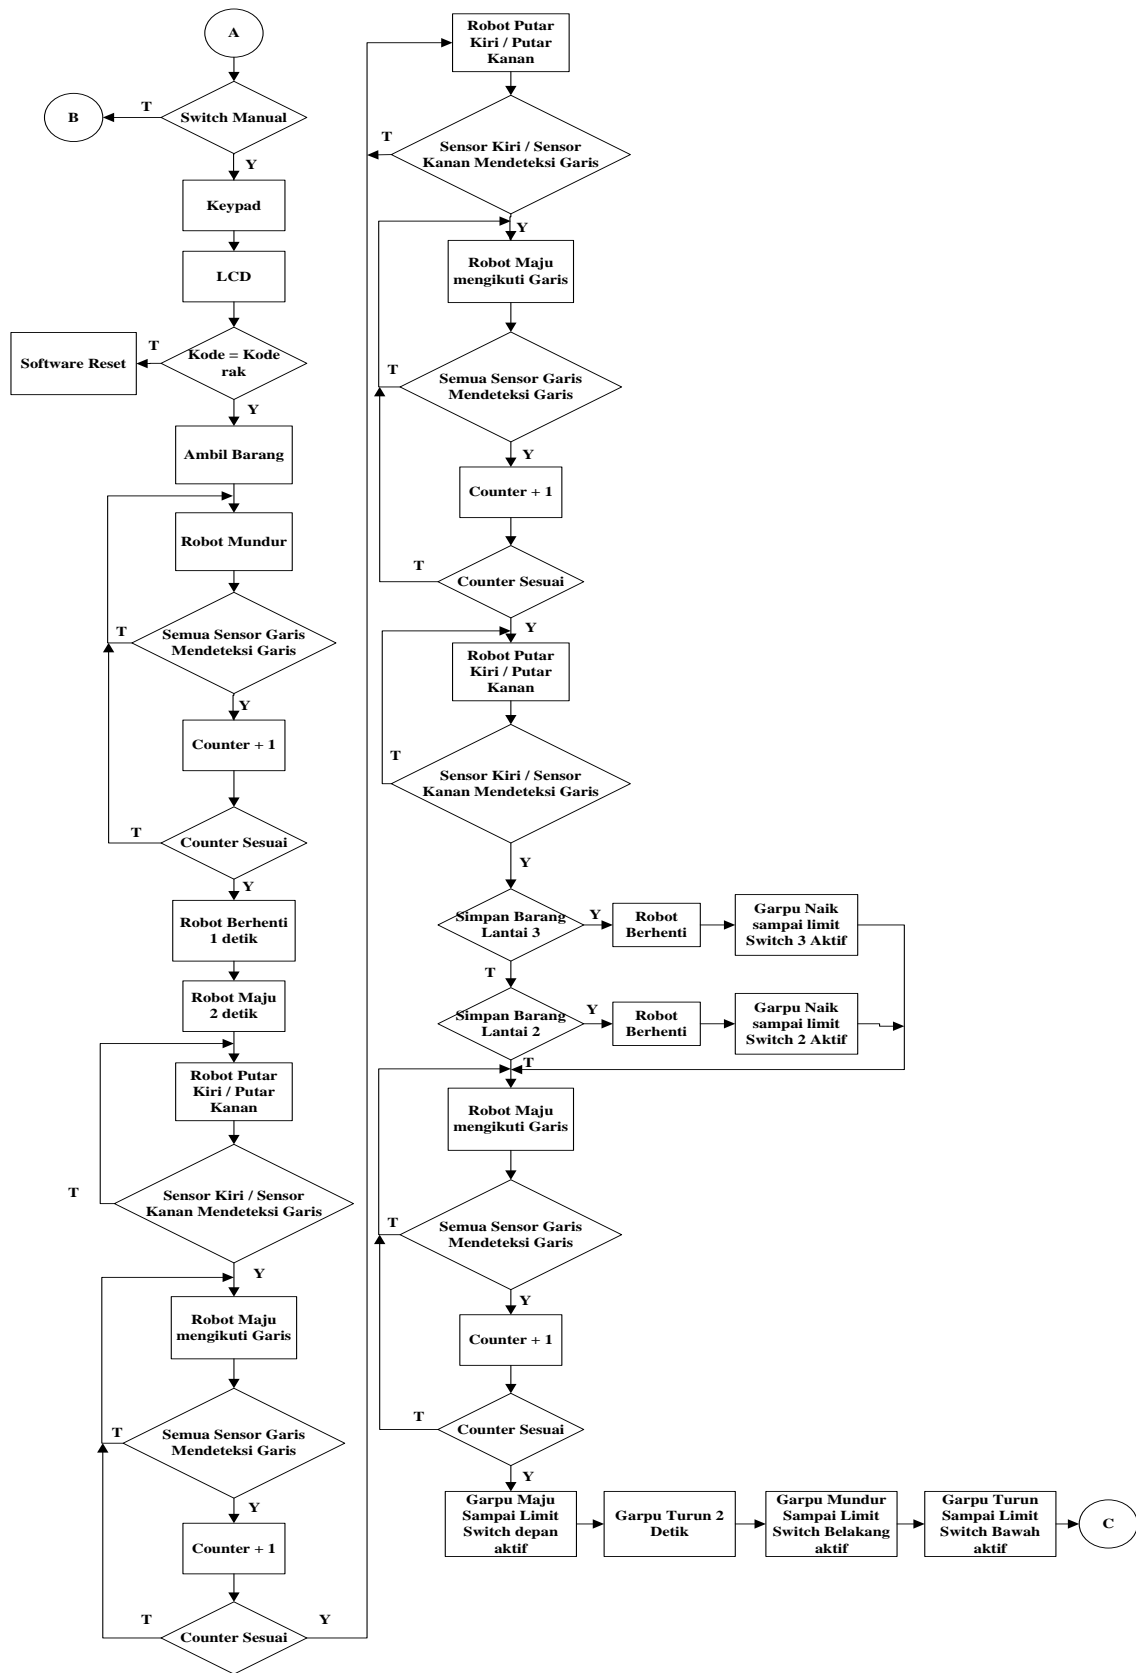 A
Switch Manual
T
B
Y
Keypad
LCD
Kode = Kode
rak
T
Software Reset
Y
Ambil Barang
Robot Mundur
Semua Sensor Garis
Mendeteksi Garis
T
Y
Counter + 1
Counter Sesuai
T
Y
Robot Berhenti
1 detik
Robot Maju
2 detik
Robot Putar
Kiri / Putar
Kanan
Sensor Kiri / Sensor
Kanan Mendeteksi Garis
T
Y
Robot Maju
mengikuti Garis
Semua Sensor Garis
Mendeteksi Garis
T
Y
Counter + 1
Counter Sesuai
T
Y
Robot Putar
Kiri / Putar
Kanan
Sensor Kiri / Sensor
Kanan Mendeteksi Garis
T
Y
Robot Maju
mengikuti Garis
Semua Sensor Garis
Mendeteksi Garis
T
Y
Counter + 1
Counter Sesuai
T
Y
Robot Putar
Kiri / Putar
Kanan
Sensor Kiri / Sensor
Kanan Mendeteksi Garis
T
Y
Simpan Barang
Lantai 3
Y
Robot
Berhenti
Garpu Naik
sampai limit
Switch 3 Aktif
T
Simpan Barang
Lantai 2
Y
Robot
Berhenti
Garpu Naik
sampai limit
Switch 2 Aktif
T
Robot Maju
mengikuti Garis
Semua Sensor Garis
Mendeteksi Garis
T
Y
Counter + 1
Counter Sesuai
T
Y
Garpu Maju
Sampai Limit
Switch depan
aktif
Garpu Turun 2
Detik
Garpu Mundur
Sampai Limit
Switch Belakang
aktif
Garpu Turun
Sampai Limit
Switch Bawah
aktif
C